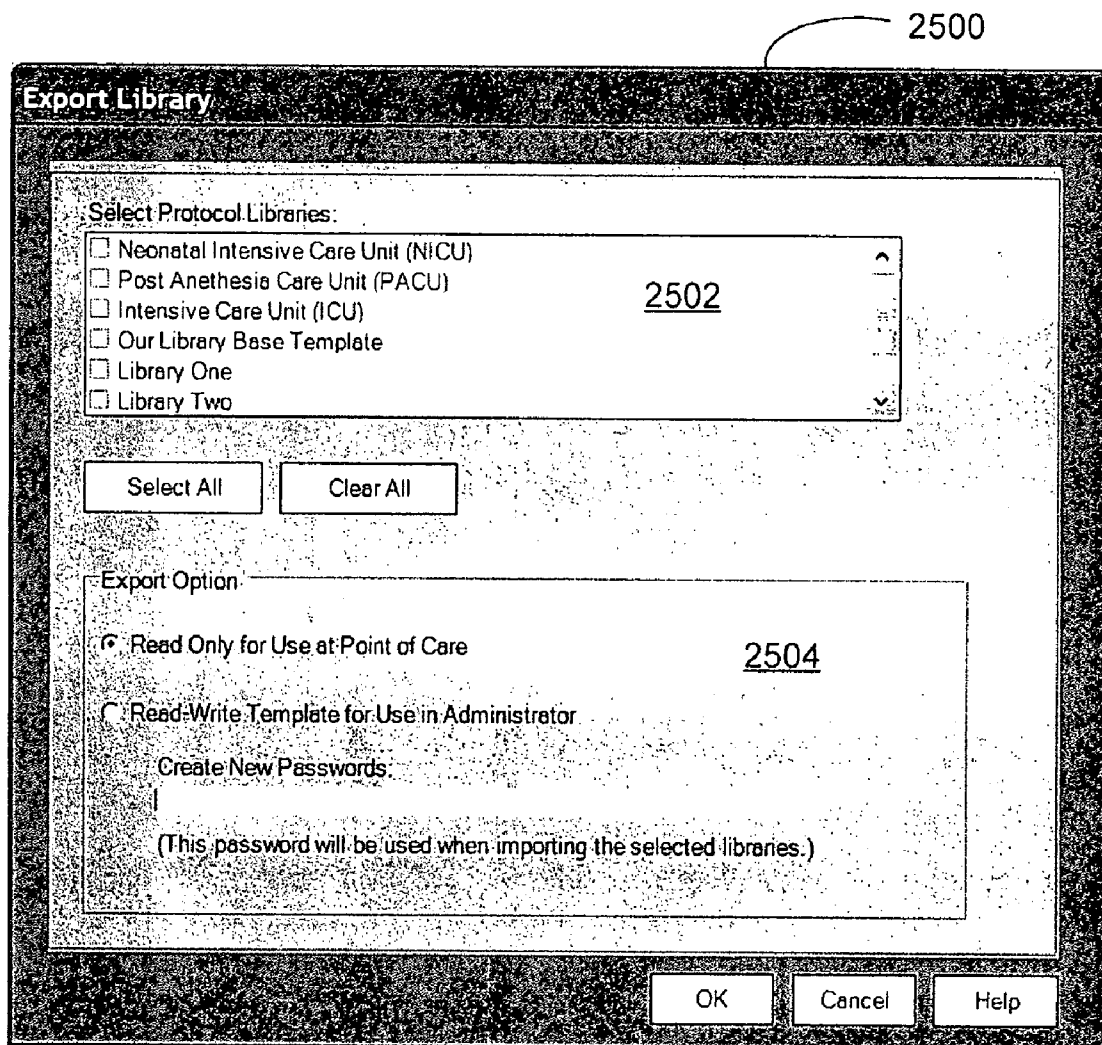 2500
Export Library
Select Protocol Libraries:
Neonatal Intensive Care Unit (NICU)
Post Anethesia Care Unit (PACU)
2502
Intensive Care Unit (ICU)
Our Library Base Template
Library One
Library Two
Select All
Clear All
Export Option
Read Only for Use at Point of Care
2504
Read-Write Template for Use in Administrator
Create New Passwords:
(This password will be used when importing the selected libraries.)
OK
Cancel
Help